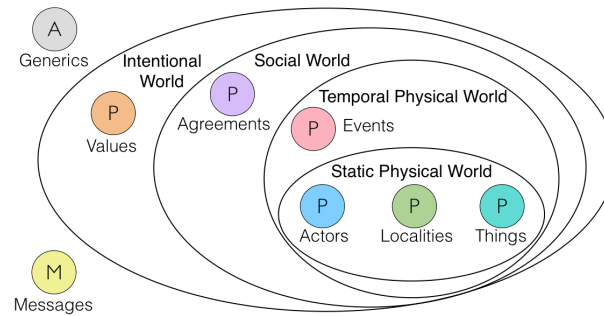 A
Generics
Intentional
World
P
Values
Social World
P
Agreements
Temporal Physical World
P
Events
Static Physical World
P
Actors
P
Localities
P
Things
M
Messages